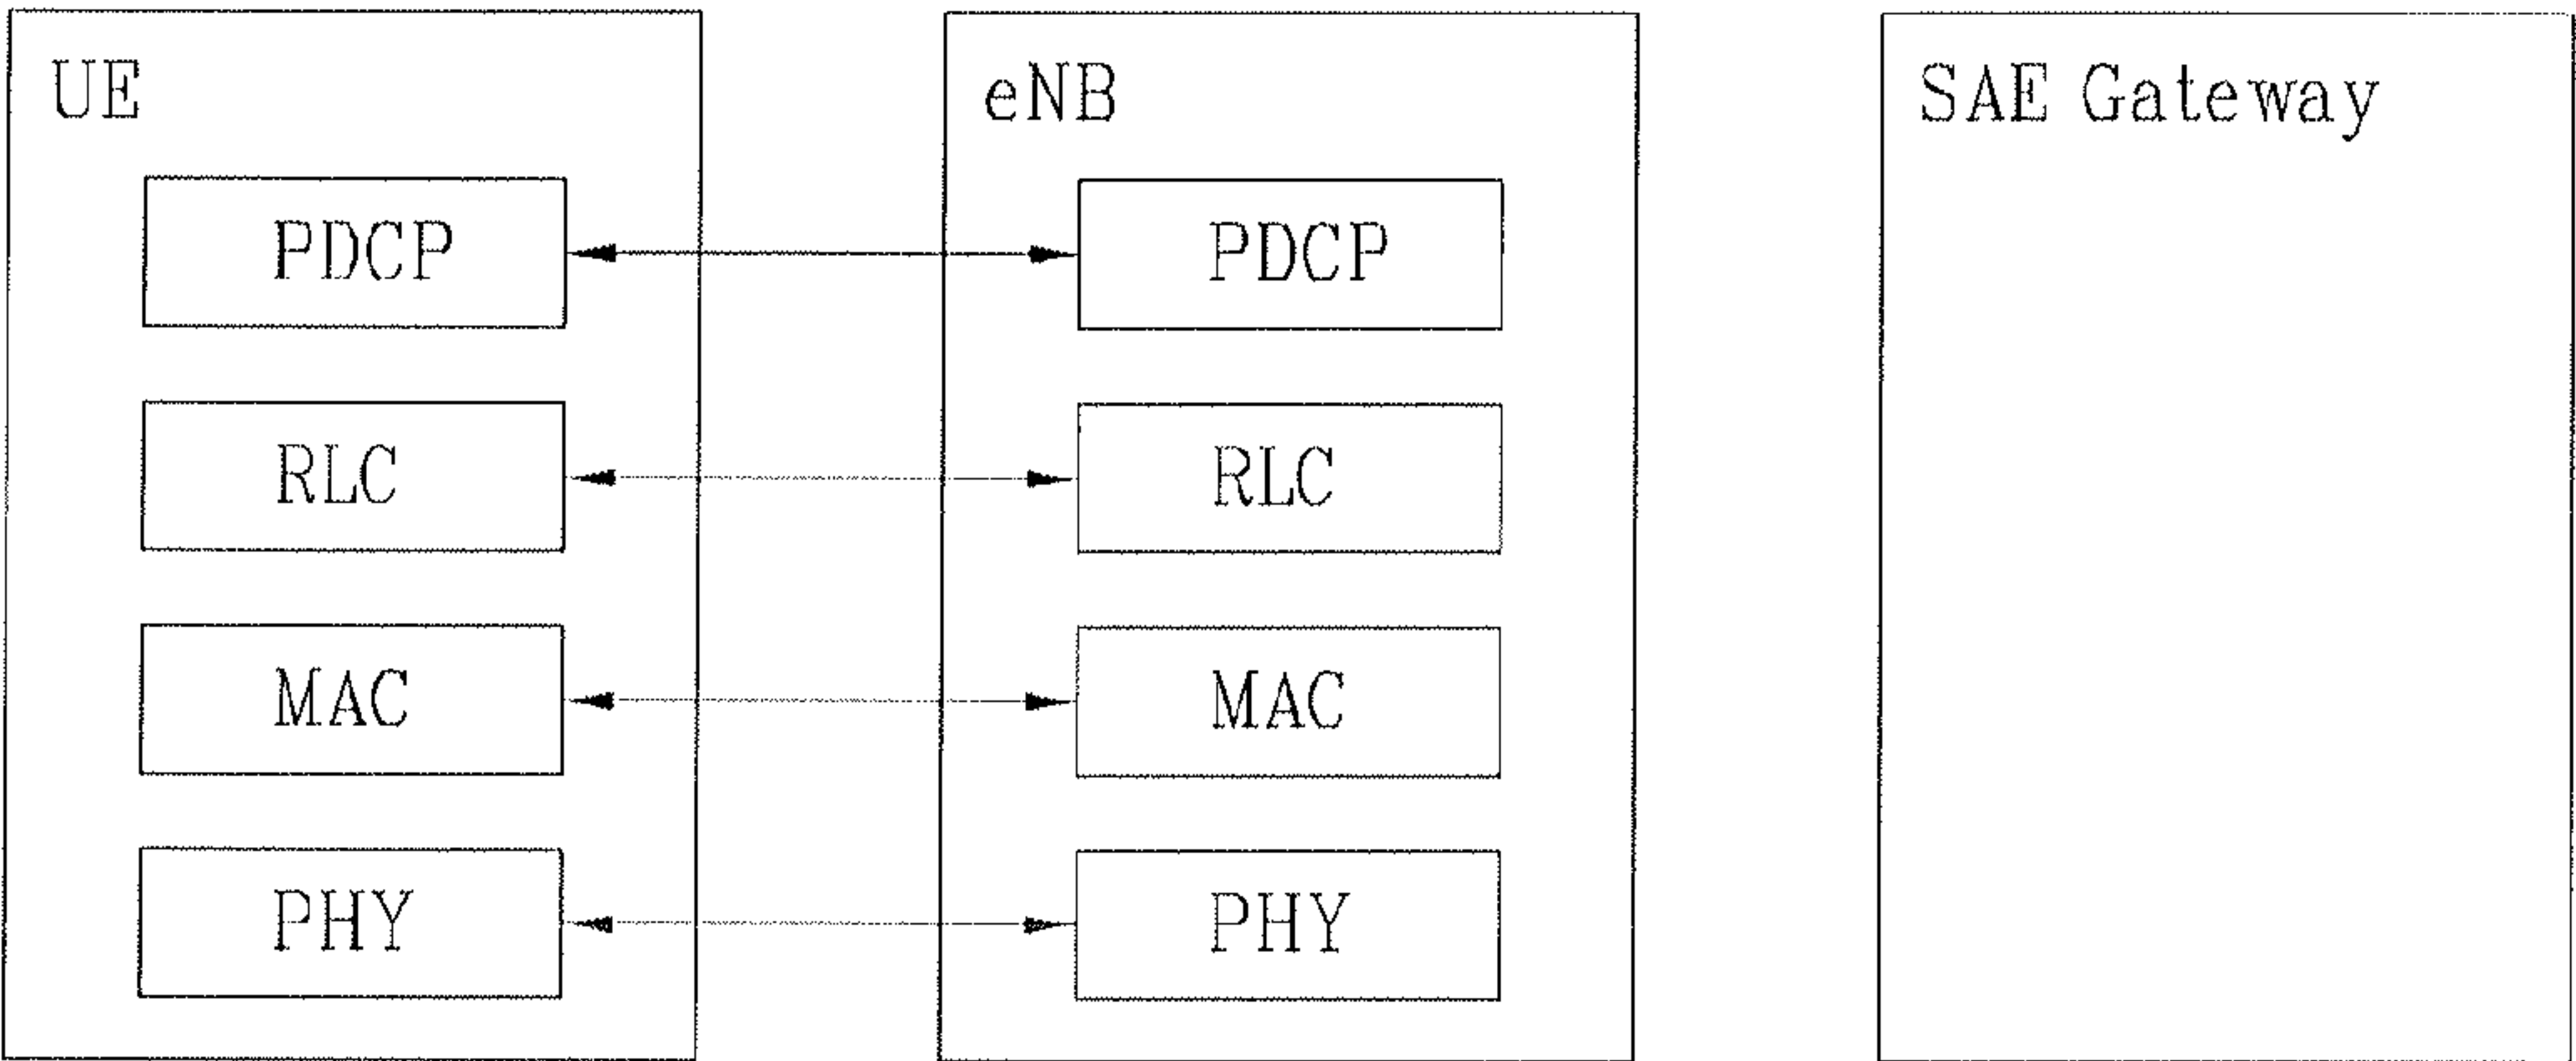 UE
eNB
SAE Gateway
PDCP
PDCP
RLC
RLC
MAC
MAC
PHY
PHY